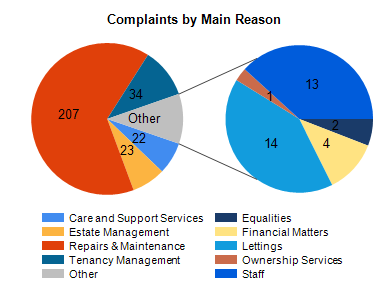 Complaints by Main Reason
207
34
Other
22
23
13
1
2
4
14
Care and Support Services
Equalities
Estate Management
Financial Matters
Repairs & Maintenance
Lettings
Tenancy Management
Ownership Services
Other
Staff